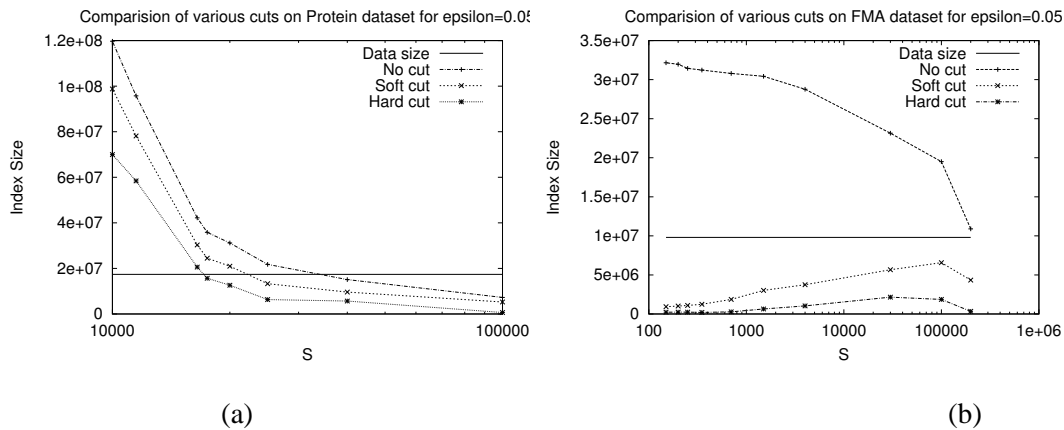 Comparision of various cuts on Protein dataset for epsilon=0.05
1.2e+08
1e+08
8e+07
6e+07
4e+07
2e+07
0
10000
100000
Index Size
S
Data size
No cut
Soft cut
Hard cut
(a)
Comparision of various cuts on FMA dataset for epsilon=0.05
3.5e+07
3e+07
2.5e+07
2e+07
1.5e+07
1e+07
5e+06
0
100
1000
10000
100000
1e+06
Index Size
S
Data size
No cut
Soft cut
Hard cut
(b)